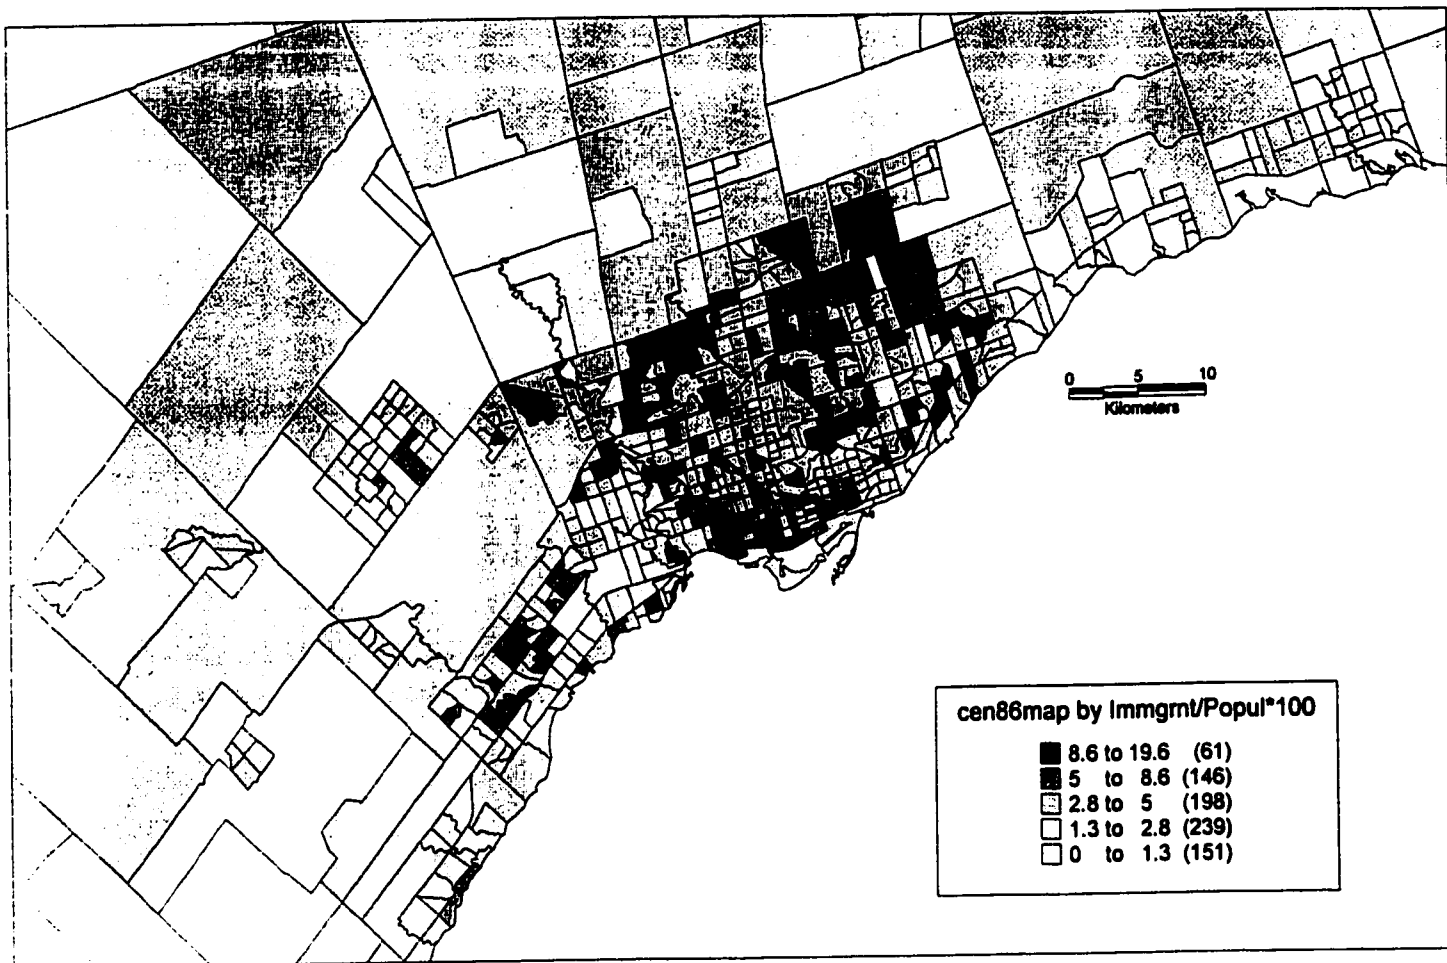 0 5 10
Kilometers
cen86map by Immgrnt/Popul*100
8.6 to 19.6 (61)
5 to 8.6 (146)
2.8 to 5 (198)
1.3 to 2.8 (239)
0 to 1.3 (151)